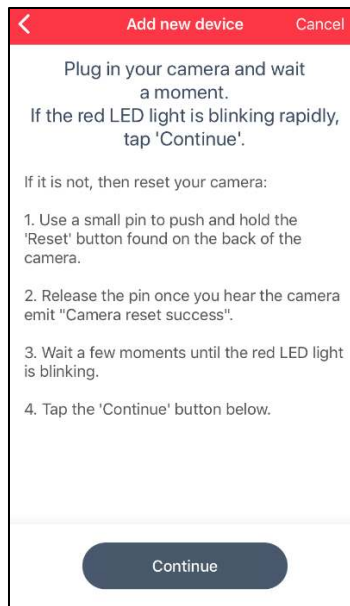 Add new device
Cancel
Plug in your camera and wait
a moment.
If the red LED light is blinking rapidly,
tap 'Continue'.
If it is not, then reset your camera:
1. Use a small pin to push and hold the
'Reset' button found on the back of the
camera.
2. Release the pin once you hear the camera
emit "Camera reset success".
3. Wait a few moments until the red LED light
is blinking.
4. Tap the 'Continue' button below.
Continue